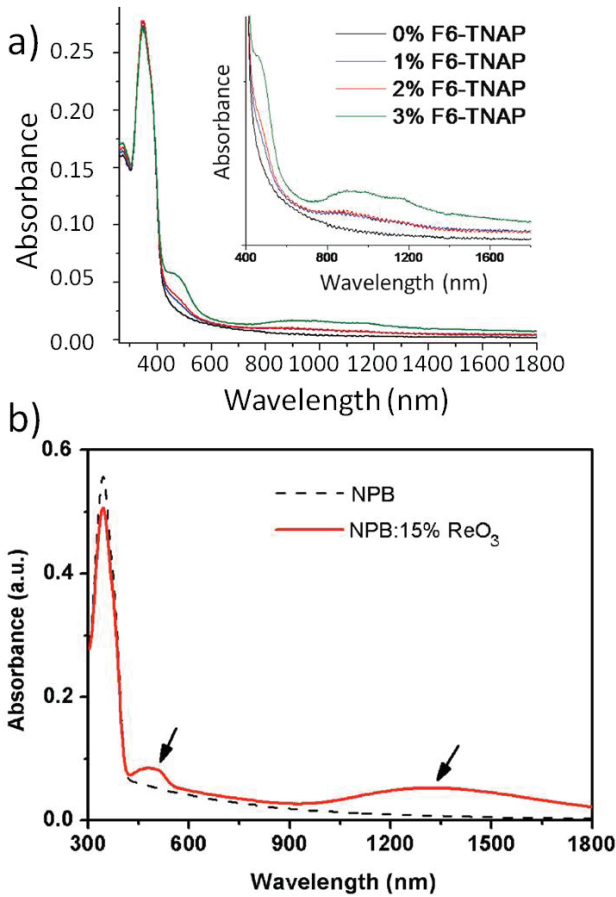 a)
0% F6-TNAP
1% F6-TNAP
2% F6-TNAP
3% F6-TNAP
Absorbance
400 800 1200 1600
Wavelength (nm)
0.25
0.20
0.15
0.10
0.05
0.00
Absorbance
400 600 800 1000 1200 1400 1600 1800
Wavelength (nm)
b)
0.6
0.4
0.2
0.0
Absorbance (a.u.)
NPB
NPB:15% ReO₃
300 600 900 1200 1500 1800
Wavelength (nm)